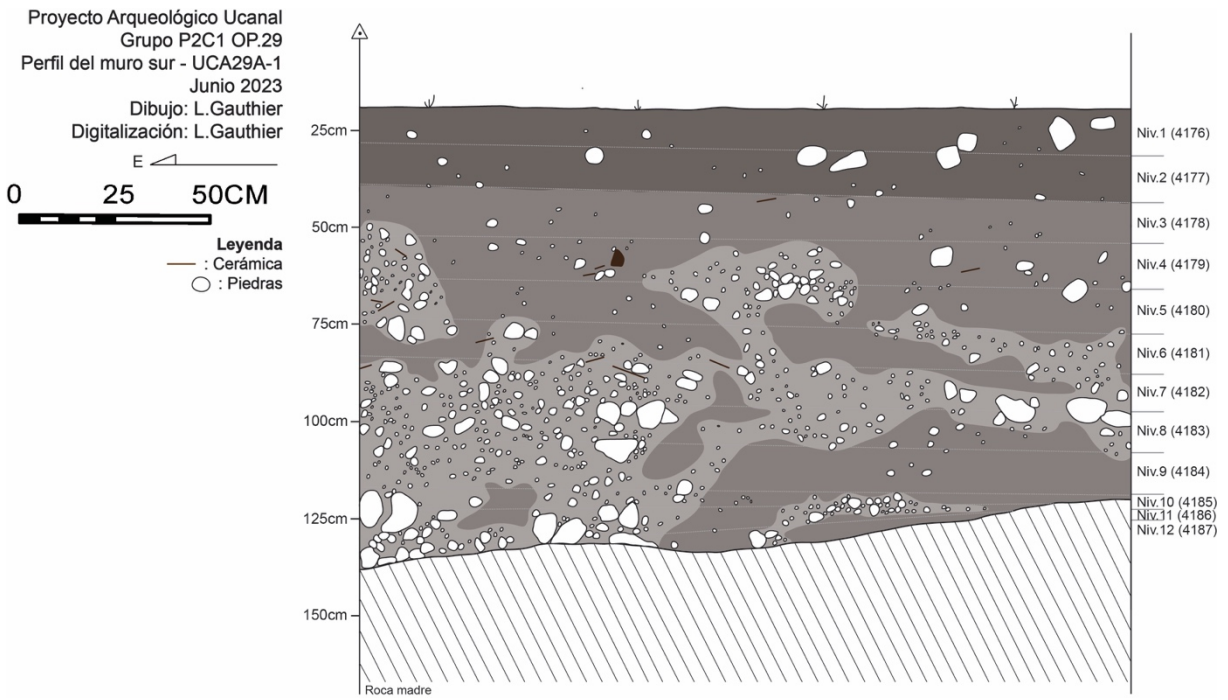 Proyecto Arqueológico Ucanal
Grupo P2C1 OP.29
Perfil del muro sur - UCA29A-1
Junio 2023
Dibujo: L.Gauthier
Digitalización: L.Gauthier
E
0 25 50CM
Leyenda
: Cerámica
: Piedras
25cm
50cm
75cm
100cm
125cm
150cm
Niv.1 (4176)
Niv.2 (4177)
Niv.3 (4178)
Niv.4 (4179)
Niv.5 (4180)
Niv.6 (4181)
Niv.7 (4182)
Niv.8 (4183)
Niv.9 (4184)
Niv.10 (4185)
Niv.11 (4186)
Niv.12 (4187)
Roca madre